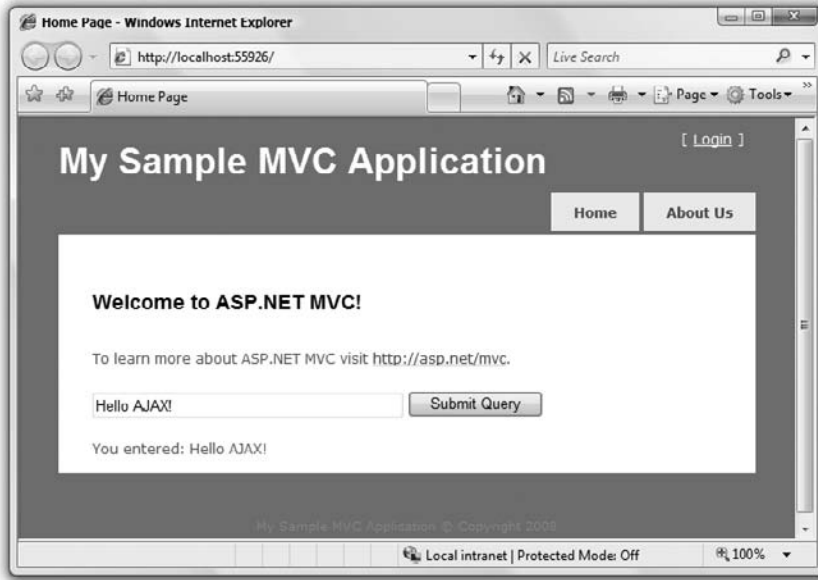 Home Page - Windows Internet Explorer
http://localhost:55926/
Live Search
Home Page
Page
Tools
[ Login ]
My Sample MVC Application
Home
About Us
Welcome to ASP.NET MVC!
To learn more about ASP.NET MVC visit http://asp.net/mvc.
Hello AJAX!
Submit Query
You entered: Hello AJAX!
My Sample MVC Application © Copyright 2008
Local intranet | Protected Mode: Off
100%